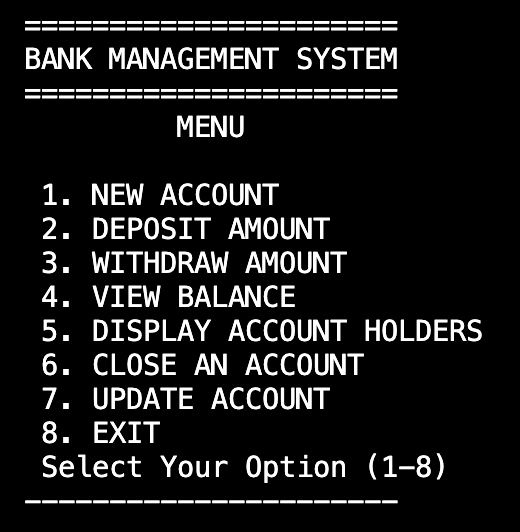 ======================
BANK MANAGEMENT SYSTEM
======================
MENU
1. NEW ACCOUNT
2. DEPOSIT AMOUNT
3. WITHDRAW AMOUNT
4. VIEW BALANCE
5. DISPLAY ACCOUNT HOLDERS
6. CLOSE AN ACCOUNT
7. UPDATE ACCOUNT
8. EXIT
Select Your Option (1-8)
----------------------